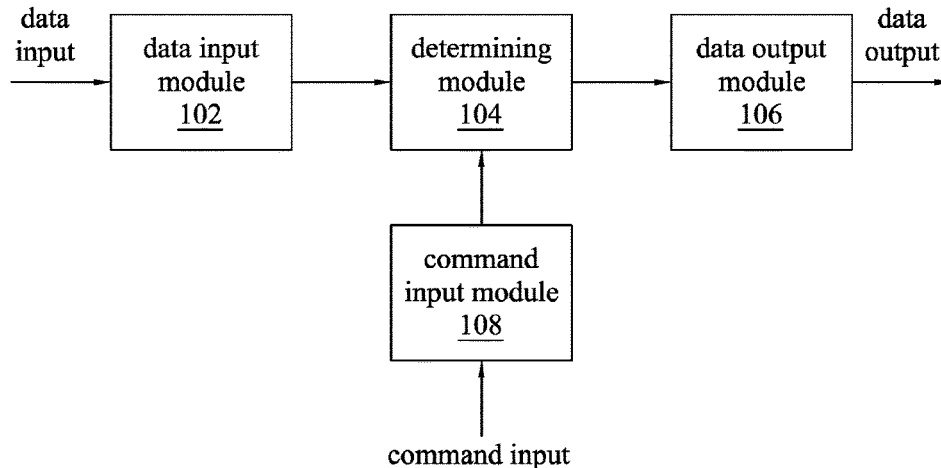 data
input
data input
module
102
determining
module
104
data output
module
106
data
output
command
input module
108
command input